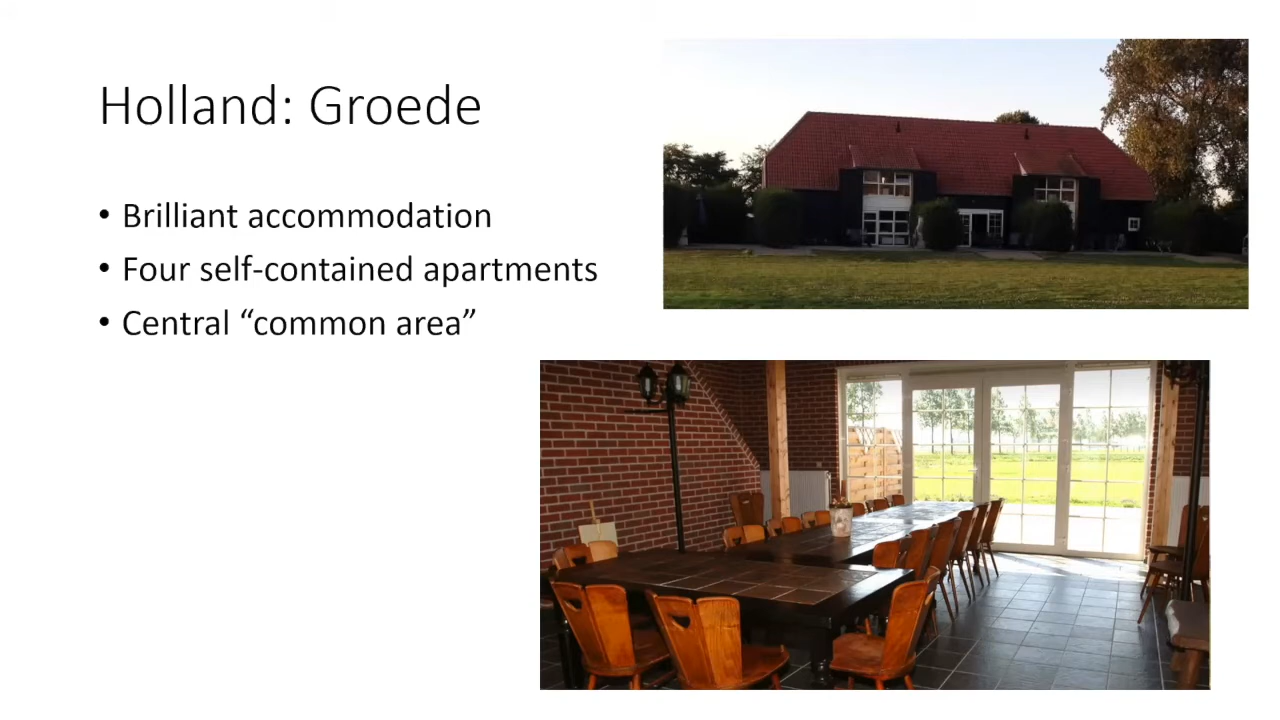 Holland: Groede
• Brilliant accommodation
• Four self-contained apartments
• Central “common area”